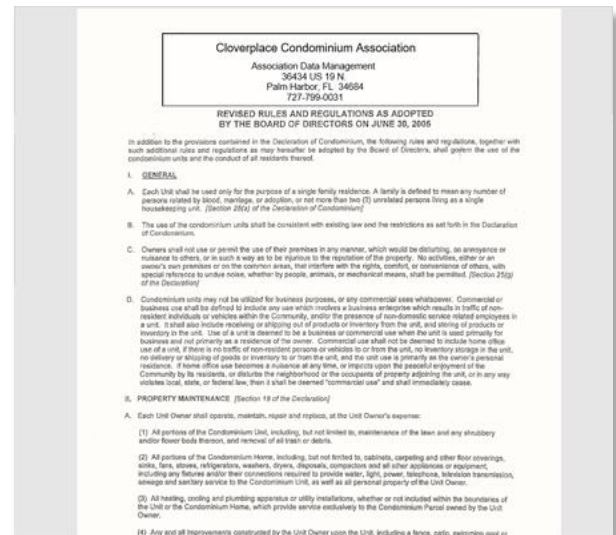 Cloverplace Condominium Association
Association Data Management
36434 US 19 N.
Palm Harbor, FL 34684
727-799-0031
REVISED RULES AND REGULATIONS AS ADOPTED
BY THE BOARD OF DIRECTORS ON JUNE 30, 2005
In addition to the provisions contained in the Declaration of Condominium, the following rules and regulations, together with
such additional rules and regulations as may hereafter be adopted by the Board of Directors, shall govern the use of the
condominium units and the conduct of all residents thereof.
I. GENERAL
A. Each Unit shall be used only for the purpose of a single family residence. A family is defined to mean any number of
persons related by blood, marriage, or adoption, or not more than two (2) unrelated persons living as a single
housekeeping unit. [Section 25(a) of the Declaration of Condominium]
B. The use of the condominium units shall be consistent with existing law and the restrictions as set forth in the Declaration
of Condominium.
C. Owners shall not use or permit the use of their premises in any manner, which would be disturbing, an annoyance or
nuisance to others, or in such a way as to be injurious to the reputation of the property. No activities, either or an
owner's own premises or on the common areas, that interfere with the rights, comfort, or convenience of others, with
special reference to undue noise, whether by people, animals, or mechanical means, shall be permitted. [Section 25(g)
of the Declaration]
D. Condominium units may not be utilized for business purposes, or any commercial uses whatsoever. Commercial or
business use shall be defined to include any use which involves a business enterprise which results in traffic of non-
resident individuals or vehicles within the Community, and/or the presence of non-domestic service related employees in
a unit. It shall also include receiving or shipping out of products or inventory from the unit, and storing of products or
inventory in the unit. Use of a unit is deemed to be a business or commercial use when the unit is used primarily for
business and not primarily as a residence of the owner. Commercial use shall not be deemed to include home office
use of a unit, if there is no traffic of non-resident persons or vehicles to or from the unit, no inventory storage in the unit,
no delivery or shipping of goods or inventory to or from the unit, and the unit use is primarily as the owner's personal
residence. If home office use becomes a nuisance at any time, or impacts upon the peaceful enjoyment of the
Community by its residents, or disturbs the neighborhood or the occupants of property adjoining the unit, or in any way
violates local, state, or federal law, then it shall be deemed "commercial use" and shall immediately cease.
II. PROPERTY MAINTENANCE [Section 18 of the Declaration]
A. Each Unit Owner shall operate, maintain, repair and replace, at the Unit Owner's expense:
(1) All portions of the Condominium Unit, including, but not limited to, maintenance of the lawn and any shrubbery
and/or flower beds thereon, and removal of all trash or debris.
(2) All portions of the Condominium Home, including, but not limited to, cabinets, carpeting and other floor coverings,
sinks, fans, stoves, refrigerators, washers, dryers, disposals, compactors and all other appliances or equipment,
including any fixtures and/or their connections required to provide water, light, power, telephone, television transmission,
sewage and sanitary service to the Condominium Unit, as well as all personal property of the Unit Owner.
(3) All heating, cooling and plumbing apparatus or utility installations, whether or not included within the boundaries of
the Unit or the Condominium Home, which provide service exclusively to the Condominium Parcel owned by the Unit
Owner.
(4) Any and all Improvements constructed by the Unit Owner upon the Unit, including a fence, patio, swimming pool or